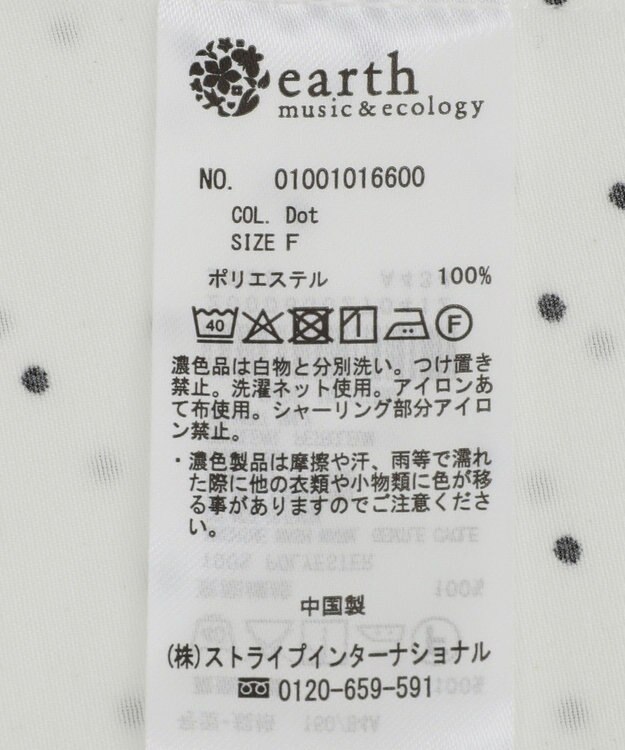 earth
music&ecology
NO. 01001016600
COL. Dot
SIZE F
ポリエステル 100%
40 F
濃色品は白物と分別洗い。つけ置き
禁止。洗濯ネット使用。アイロンあ
て布使用。シャーリング部分アイロ
ン禁止。
・濃色製品は摩擦や汗、雨等で濡れ
た際に他の衣類や小物類に色が移
る事がありますのでご注意くださ
い。
中国製
(株)ストライプインターナショナル
0120-659-591